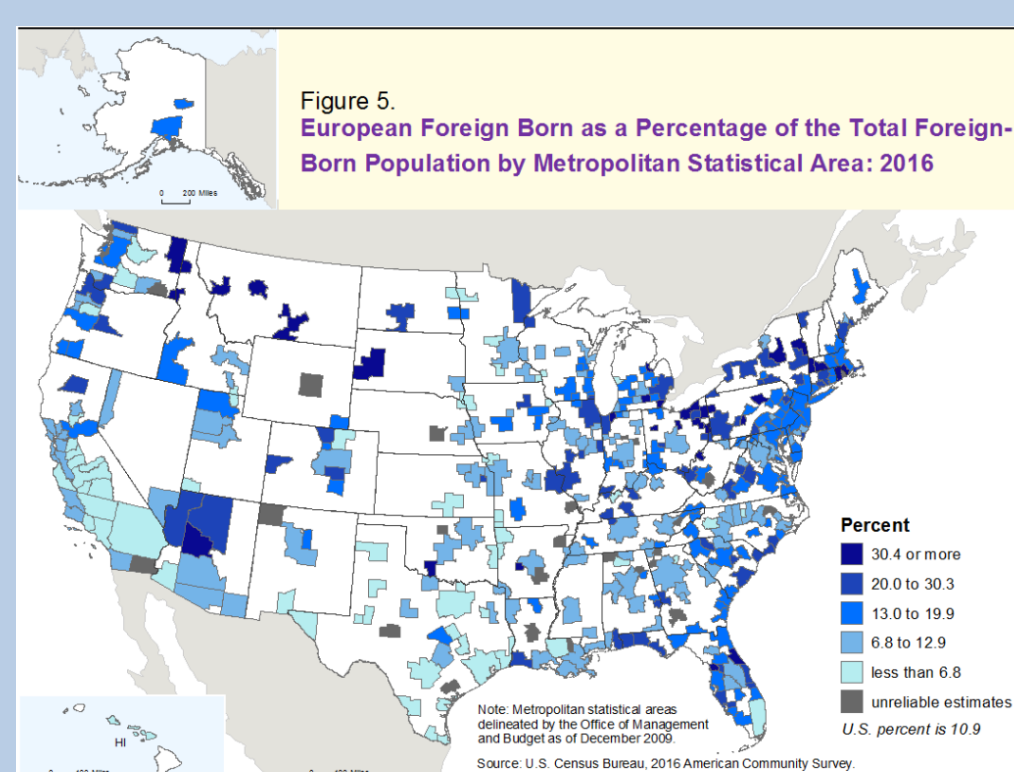 Figure 5.
European Foreign Born as a Percentage of the Total Foreign-
Born Population by Metropolitan Statistical Area: 2016
0 200 Miles
Percent
30.4 or more
20.0 to 30.3
13.0 to 19.9
6.8 to 12.9
less than 6.8
unreliable estimates
U.S. percent is 10.9
HI
Note: Metropolitan statistical areas
delineated by the Office of Management
and Budget as of December 2009.
Source: U.S. Census Bureau, 2016 American Community Survey.